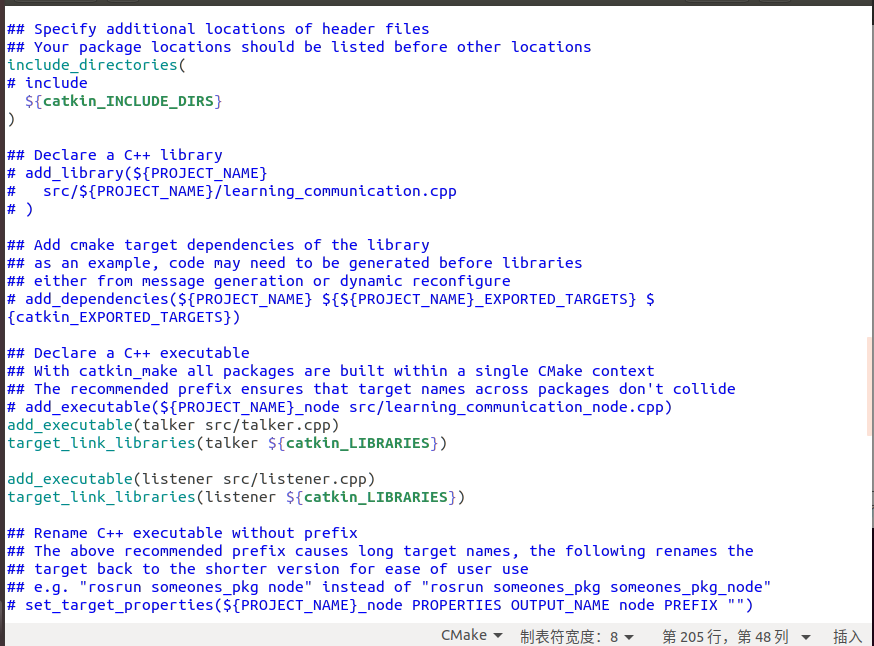 ## Specify additional locations of header files
## Your package locations should be listed before other locations
include_directories(
# include
  ${catkin_INCLUDE_DIRS}
)

## Declare a C++ library
# add_library(${PROJECT_NAME}
#   src/${PROJECT_NAME}/learning_communication.cpp
# )

## Add cmake target dependencies of the library
## as an example, code may need to be generated before libraries
## either from message generation or dynamic reconfigure
# add_dependencies(${PROJECT_NAME} ${${PROJECT_NAME}_EXPORTED_TARGETS} $
{catkin_EXPORTED_TARGETS})

## Declare a C++ executable
## With catkin_make all packages are built within a single CMake context
## The recommended prefix ensures that target names across packages don't collide
# add_executable(${PROJECT_NAME}_node src/learning_communication_node.cpp)
add_executable(talker src/talker.cpp)
target_link_libraries(talker ${catkin_LIBRARIES})

add_executable(listener src/listener.cpp)
target_link_libraries(listener ${catkin_LIBRARIES})

## Rename C++ executable without prefix
## The above recommended prefix causes long target names, the following renames the
## target back to the shorter version for ease of user use
## e.g. "rosrun someones_pkg node" instead of "rosrun someones_pkg someones_pkg_node"
# set_target_properties(${PROJECT_NAME}_node PROPERTIES OUTPUT_NAME node PREFIX "")
CMake 制表符宽度: 8 第 205 行, 第 48 列 插入